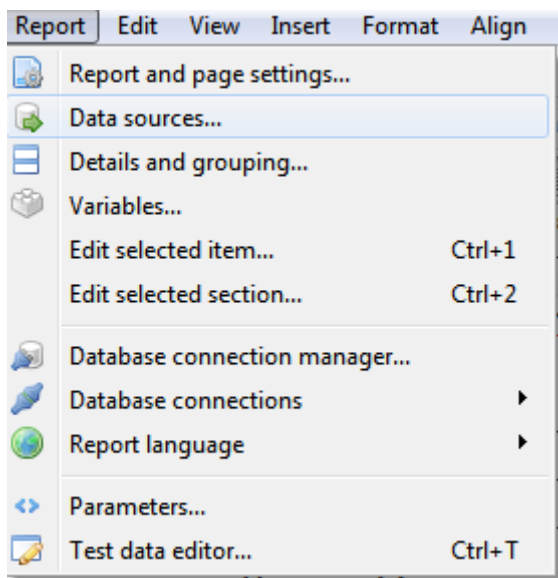 Report Edit View Insert Format Align
Report and page settings...
Data sources...
Details and grouping...
Variables...
Edit selected item... Ctrl+1
Edit selected section... Ctrl+2
Database connection manager...
Database connections
Report language
Parameters...
Test data editor... Ctrl+T